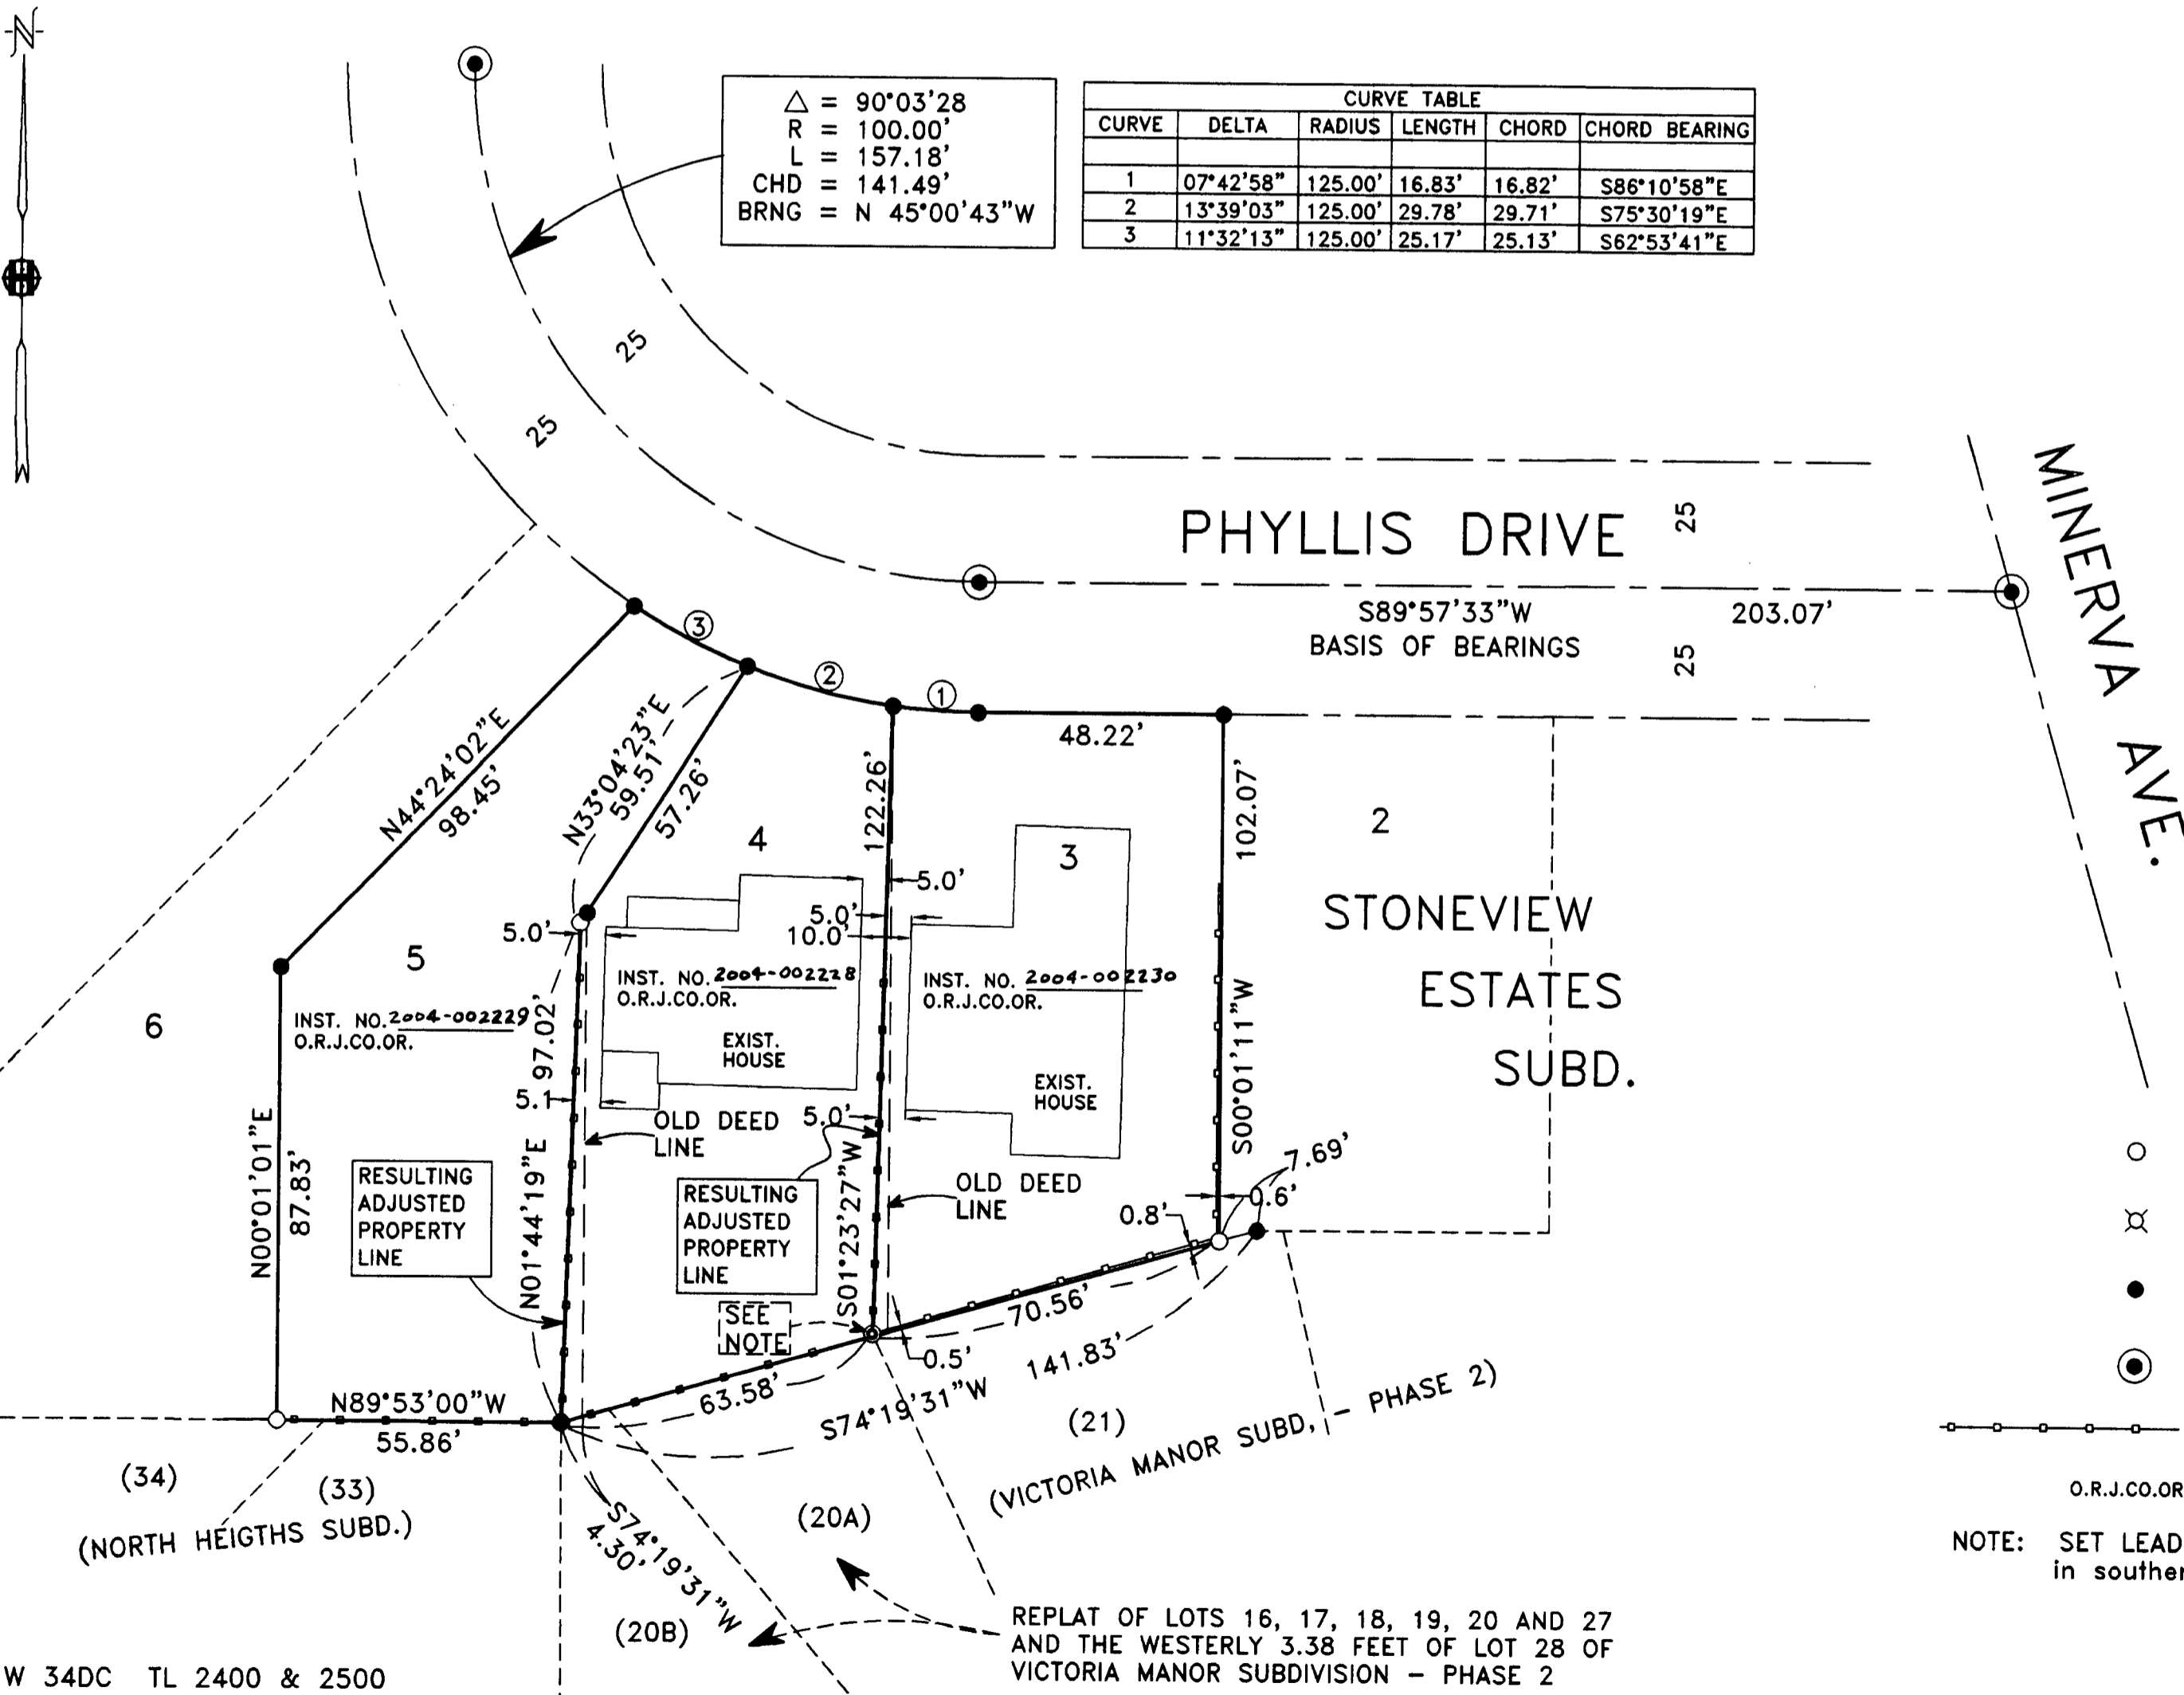 N
H
△ = 90°03'28
R = 100.00'
L = 157.18'
CHD = 141.49'
BRNG = N 45°00'43"W
CURVE TABLE
CURVE DELTA RADIUS LENGTH CHORD CHORD BEARING
1 07°42'58" 125.00' 16.83' 16.82' S86°10'58"E
2 13°39'03" 125.00' 29.78' 29.71' S75°30'19"E
3 11°32'13" 125.00' 25.17' 25.13' S62°53'41"E
25
25
PHYLLIS DRIVE
25
MINERVA AVE.
S89°57'33"W 203.07'
BASIS OF BEARINGS
25
3
2
1
48.22'
N44°24'02"E
98.45'
N33°04'23"E
59.51'
57.26'
122.26'
102.07'
4
3
2
5.0'
5.0'
10.0'
5.0'
STONEVIEW
ESTATES
SUBD.
5
6
INST. NO. 2004-002229
O.R.J.CO.OR.
INST. NO. 2004-002228
O.R.J.CO.OR.
INST. NO. 2004-002230
O.R.J.CO.OR.
EXIST.
HOUSE
EXIST.
HOUSE
97.02'
5.1
N01°44'19"E
OLD DEED
LINE
5.0'
S01°23'27"W
S00°01'11"W
N00°01'01"E
87.83'
RESULTING
ADJUSTED
PROPERTY
LINE
RESULTING
ADJUSTED
PROPERTY
LINE
OLD DEED
LINE
7.69'
0.6'
0.8'
SEE
NOTE
70.56'
0.5'
141.83'
63.58'
S74°19'31"W
N89°53'00"W
55.86'
(21)
(VICTORIA MANOR SUBD, - PHASE 2)
(34)
(33)
(NORTH HEIGTHS SUBD.)
S74°19'31"W
4.30'
(20A)
(20B)
REPLAT OF LOTS 16, 17, 18, 19, 20 AND 27
AND THE WESTERLY 3.38 FEET OF LOT 28 OF
VICTORIA MANOR SUBDIVISION - PHASE 2
O.R.J.CO.OR
NOTE: SET LEAD
in souther
W 34DC TL 2400 & 2500